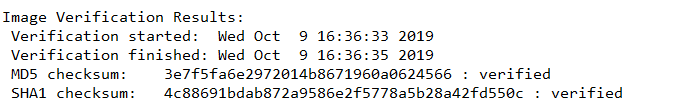 Image Verification Results:
Verification started:  Wed Oct  9 16:36:33 2019
Verification finished: Wed Oct  9 16:36:35 2019
MD5 checksum:    3e7f5fa6e2972014b8671960a0624566 : verified
SHA1 checksum:   4c88691bdab872a9586e2f5778a5b28a42fd550c : verified